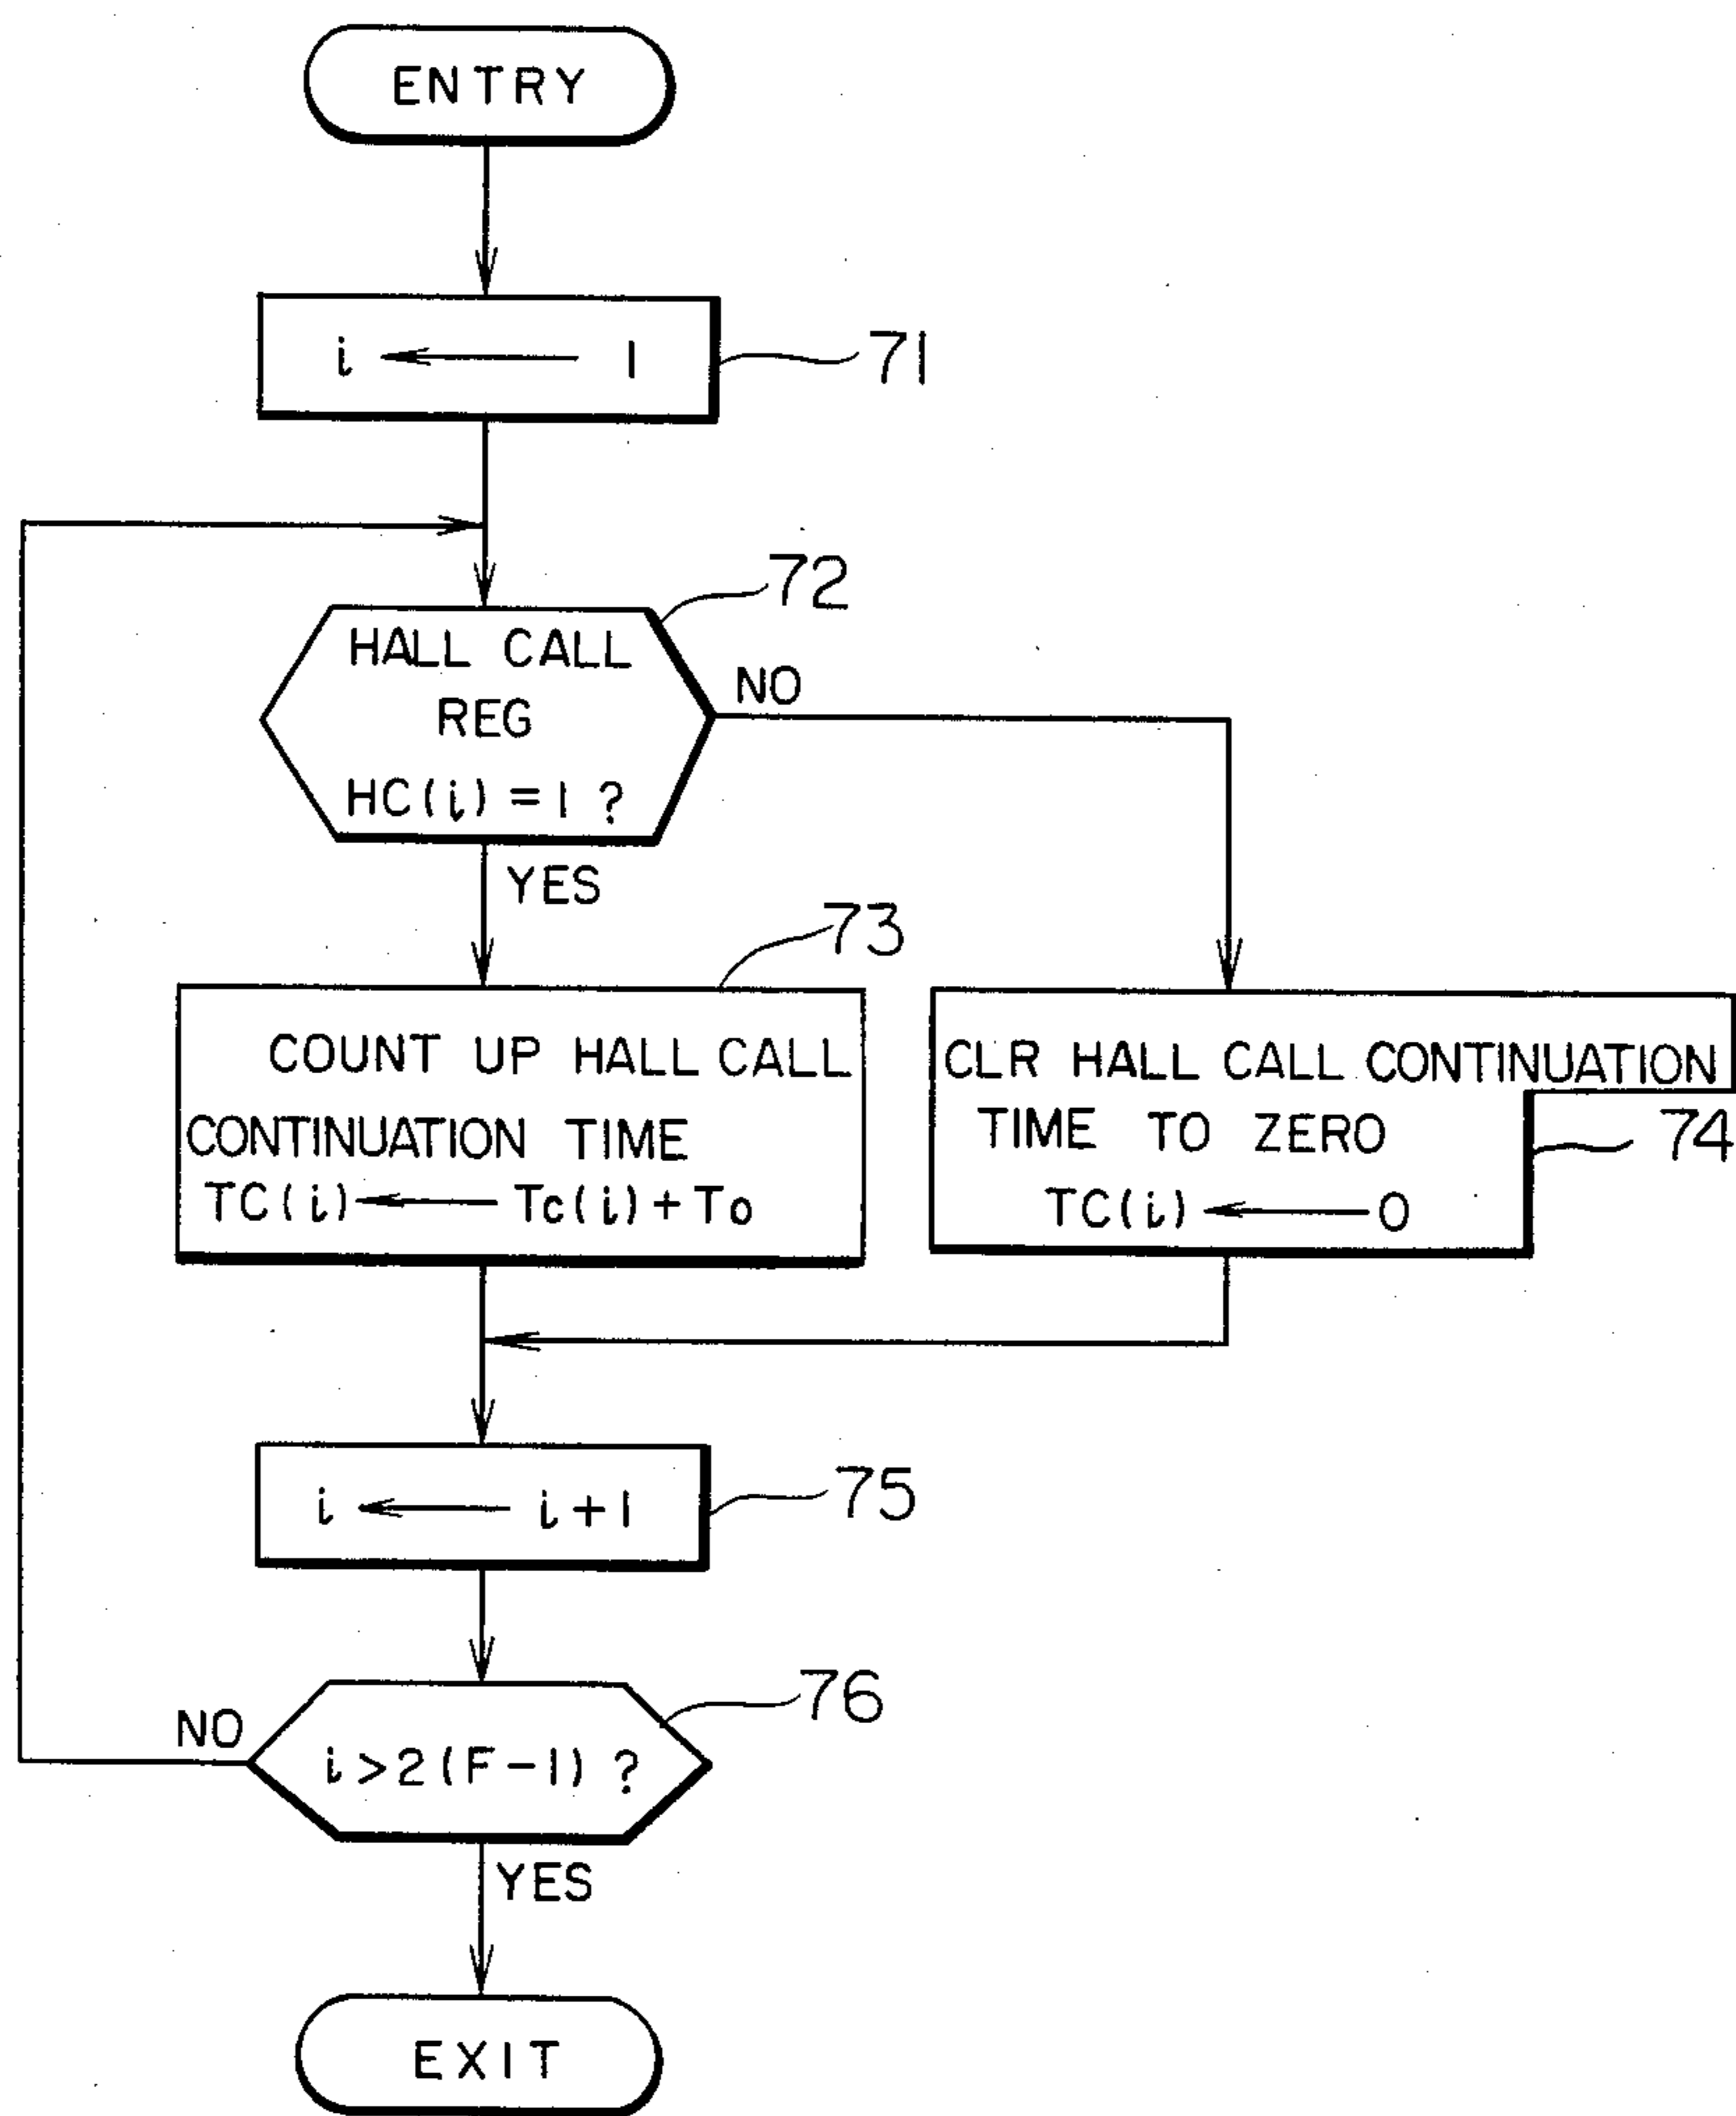 ENTRY
i ← 1
71
72
HALL CALL
REG
HC(i) = 1 ?
NO
YES
73
COUNT UP HALL CALL
CONTINUATION TIME
TC(i) ← Tc(i) + To
CLR HALL CALL CONTINUATION
TIME TO ZERO
TC(i) ← 0
74
i ← i + 1
75
76
NO
i > 2 (F - 1) ?
YES
EXIT